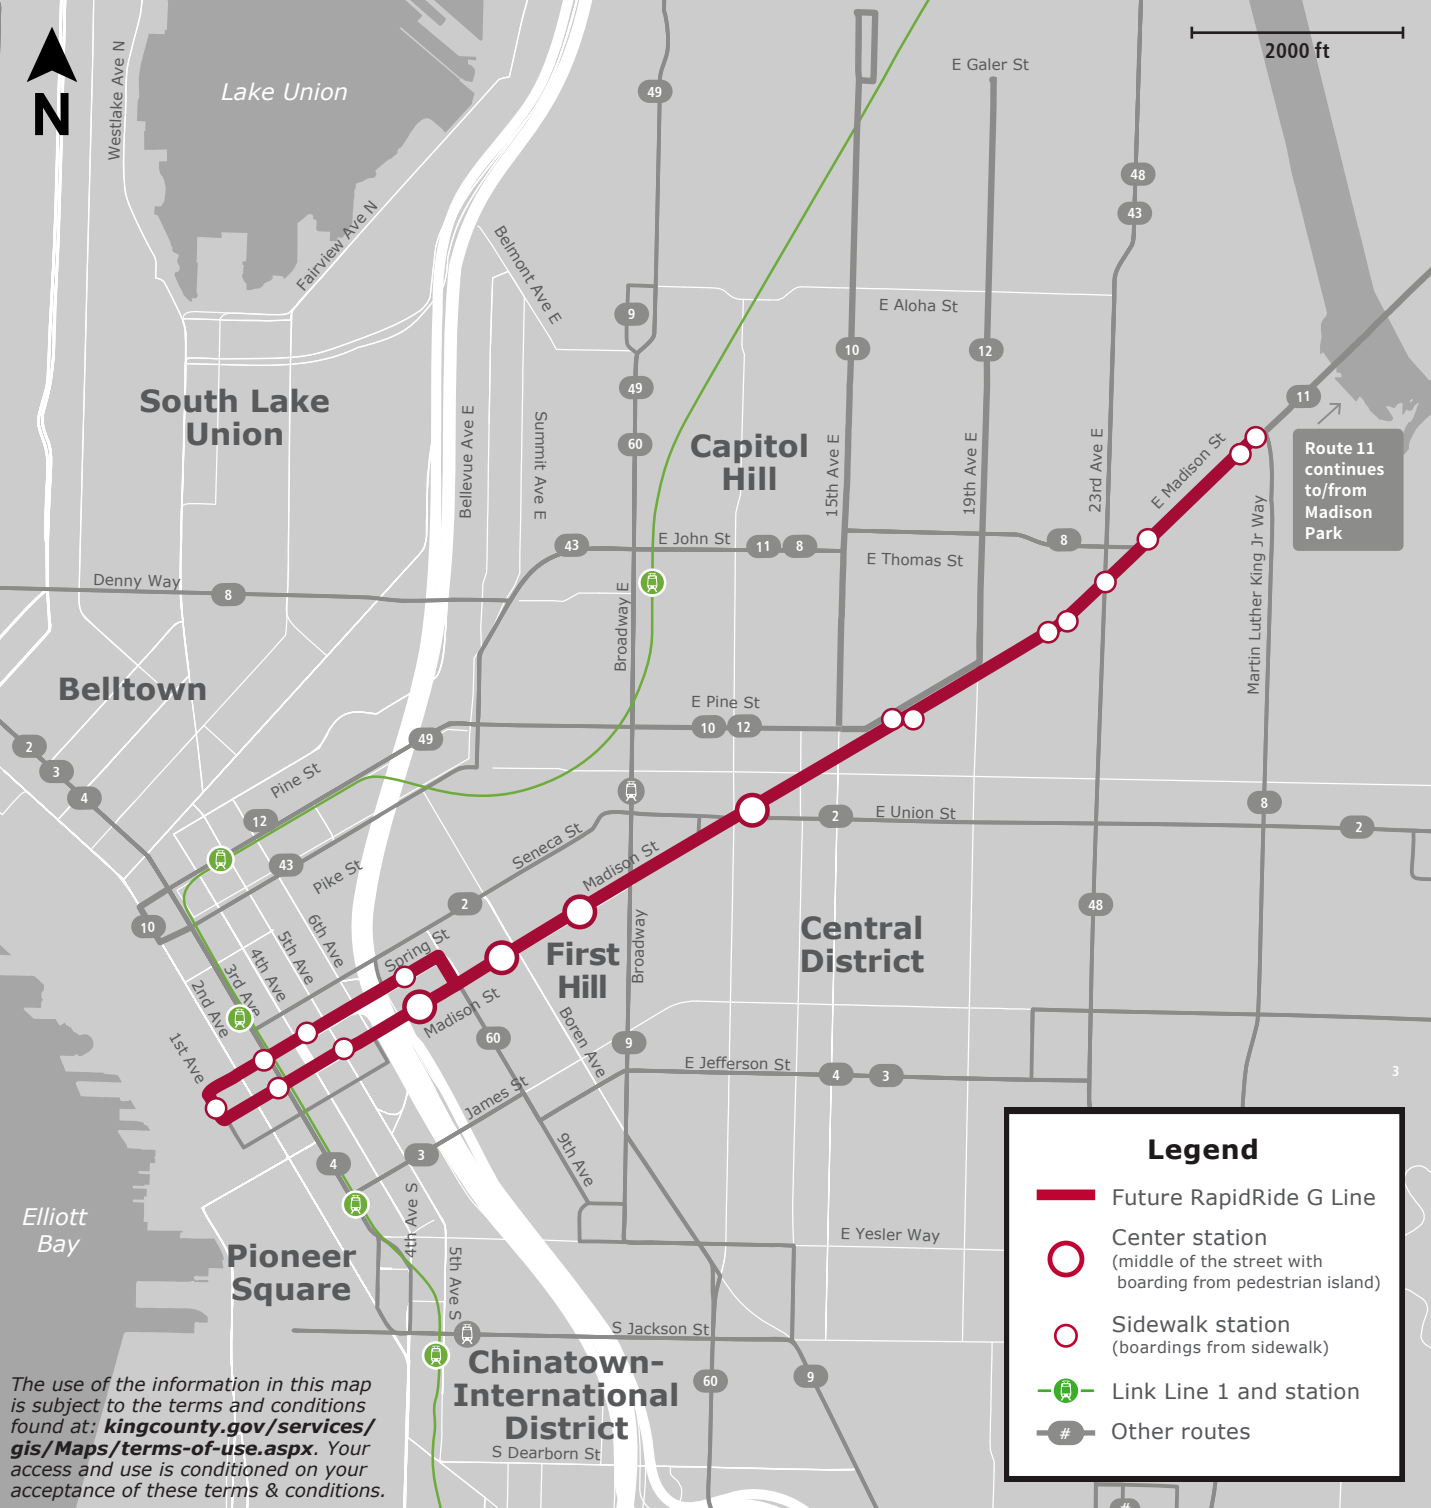 N
Lake Union
Westlake Ave N
Fairview Ave N
2000 ft
E Galer St
49
48
43
Belmont Ave E
E Aloha St
9
10
12
49
11
South Lake
Union
Bellevue Ave E
Summit Ave E
60
Capitol
Hill
15th Ave E
19th Ave E
23rd Ave E
E Madison St
Route 11
continues
to/from
Madison
Park
43
E John St
11
8
8
E Thomas St
Denny Way
8
Broadway E
Martin Luther King Jr Way
Belltown
E Pine St
10
12
49
2
3
4
Pine St
12
43
Pike St
Seneca St
Madison St
2
E Union St
8
2
10
2
48
6th Ave
5th Ave
4th Ave
3rd Ave
2nd Ave
1st Ave
Spring St
Madison St
First
Hill
Broadway
Central
District
60
Boren Ave
9
E Jefferson St
4
3
3
James St
9th Ave
4
3
Elliott
Bay
Pioneer
Square
4th Ave S
5th Ave S
E Yesler Way
S Jackson St
Chinatown-
International
District
60
9
S Dearborn St
The use of the information in this map
is subject to the terms and conditions
found at: kingcounty.gov/services/
gis/Maps/terms-of-use.aspx. Your
access and use is conditioned on your
acceptance of these terms & conditions.
Legend
Future RapidRide G Line
Center station
(middle of the street with
boarding from pedestrian island)
Sidewalk station
(boardings from sidewalk)
Link Line 1 and station
#
Other routes
#